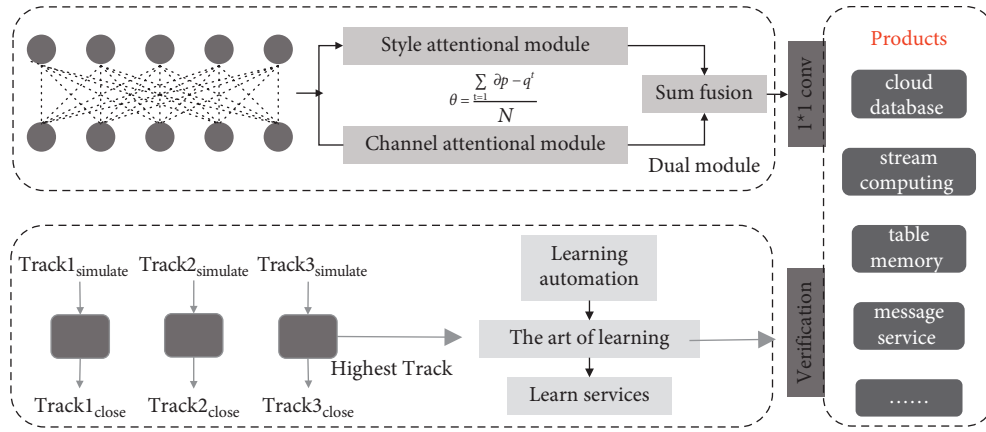 Style attentional module
θ = ∑ t=1 ∂p − q^t / N
Channel attentional module
Sum fusion
Dual module
1*1 conv
Products
cloud
database
stream
computing
table
memory
message
service
......
Track1simulate
Track2simulate
Track3simulate
Highest Track
Track1close
Track2close
Track3close
Learning
automation
The art of learning
Learn services
Verification